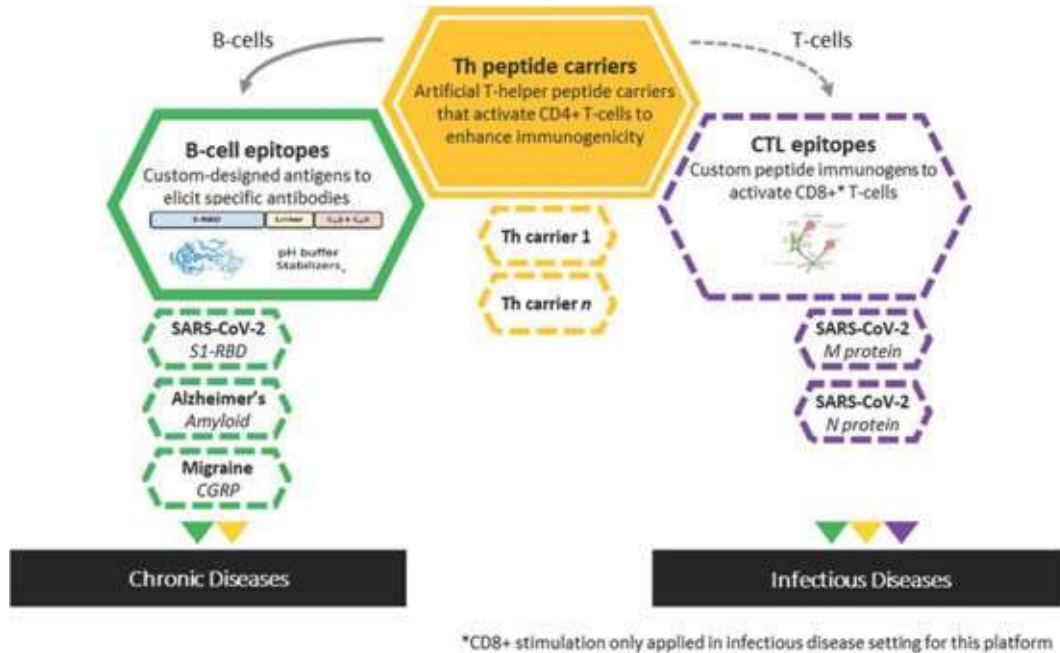 B-cells
T-cells
Th peptide carriers
Artificial T-helper peptide carriers
that activate CD4+ T-cells to
enhance immunogenicity
B-cell epitopes
Custom-designed antigens to
elicit specific antibodies
S-RBD
Linker
pH buffer
Stabilizers
CTL epitopes
Custom peptide immunogens to
activate CD8+* T-cells
Th carrier 1
Th carrier n
SARS-CoV-2
S1-RBD
Alzheimer's
Amyloid
Migraine
CGRP
SARS-CoV-2
M protein
SARS-CoV-2
N protein
Chronic Diseases
Infectious Diseases
*CD8+ stimulation only applied in infectious disease setting for this platform